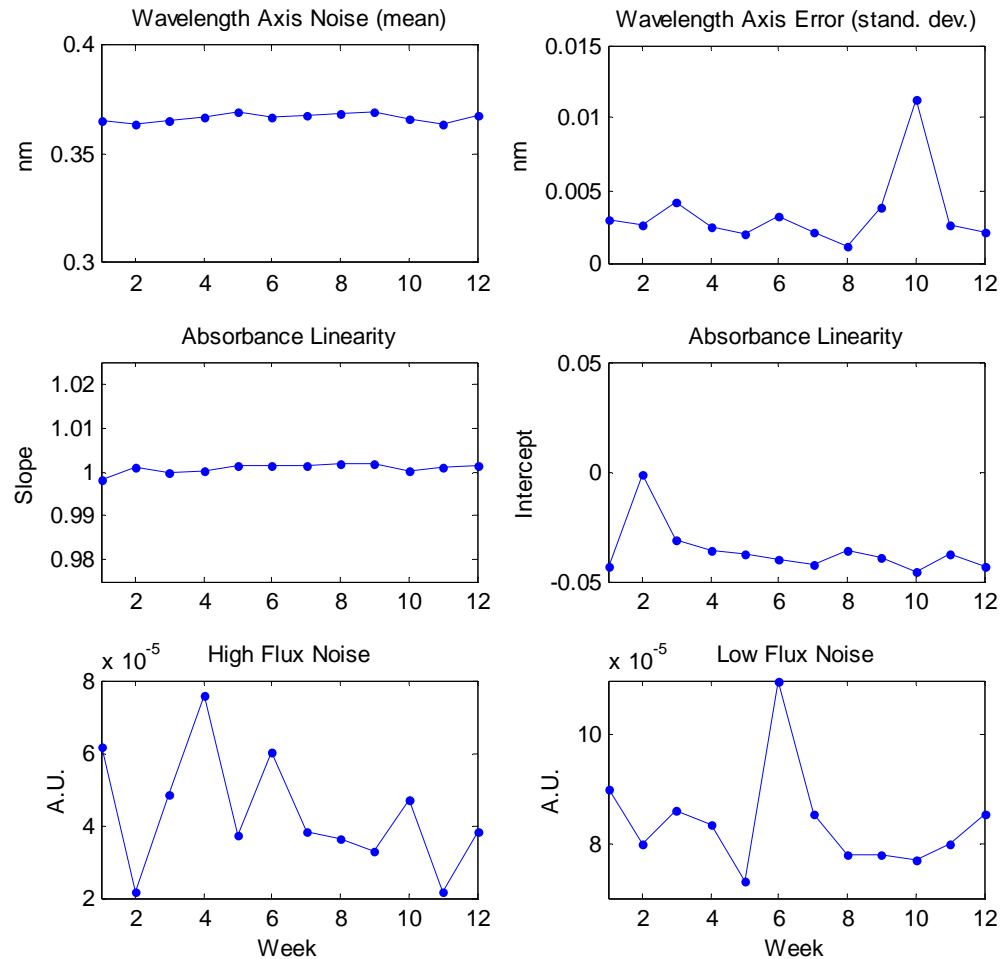 Wavelength Axis Noise (mean)
0.4
0.35
0.3
nm
2 4 6 8 10 12
Wavelength Axis Error (stand. dev.)
0.015
0.01
0.005
0
nm
2 4 6 8 10 12
Absorbance Linearity
1.02
1.01
1
0.99
0.98
Slope
2 4 6 8 10 12
Absorbance Linearity
0.05
0
-0.05
Intercept
2 4 6 8 10 12
High Flux Noise
x 10⁻⁵
8
6
4
2
A.U.
2 4 6 8 10 12
Week
Low Flux Noise
x 10⁻⁵
10
8
A.U.
2 4 6 8 10 12
Week